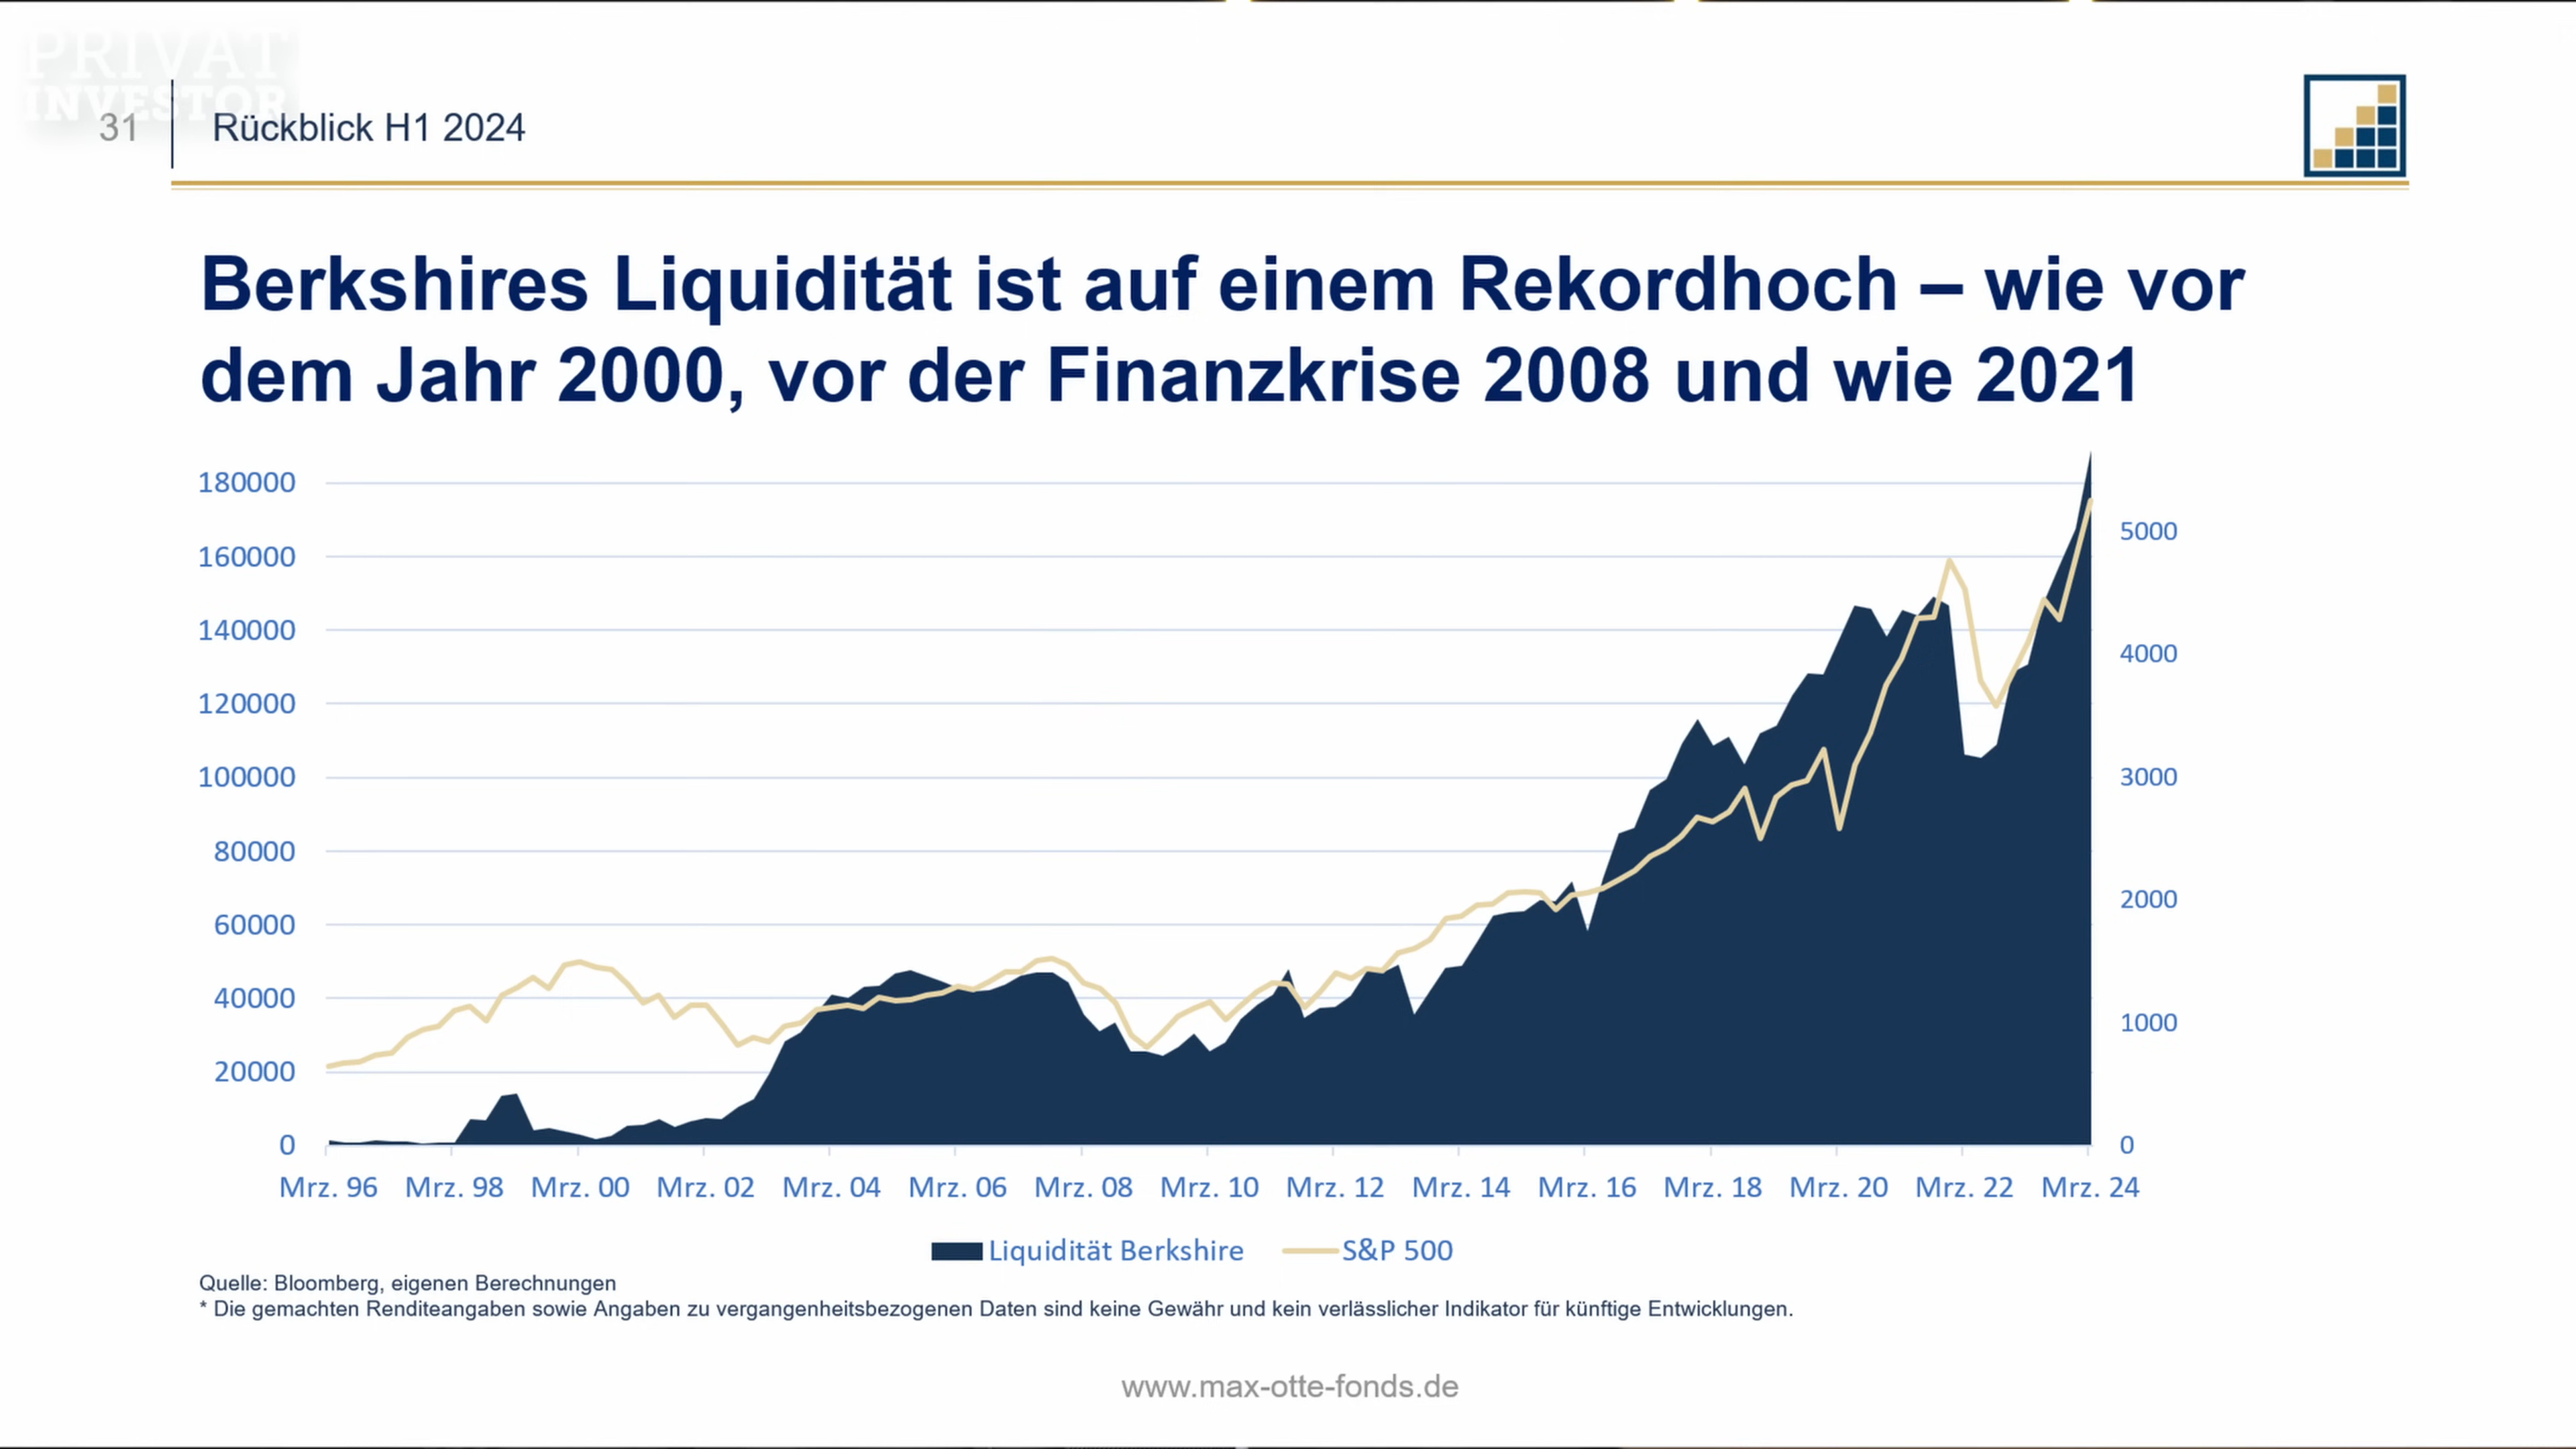 PRIVAT
INVESTOR
31
Rückblick H1 2024
Berkshires Liquidität ist auf einem Rekordhoch – wie vor
dem Jahr 2000, vor der Finanzkrise 2008 und wie 2021
180000
160000
140000
120000
100000
80000
60000
40000
20000
0
5000
4000
3000
2000
1000
0
Mrz. 96 Mrz. 98 Mrz. 00 Mrz. 02 Mrz. 04 Mrz. 06 Mrz. 08 Mrz. 10 Mrz. 12 Mrz. 14 Mrz. 16 Mrz. 18 Mrz. 20 Mrz. 22 Mrz. 24
Liquidität Berkshire S&P 500
Quelle: Bloomberg, eigenen Berechnungen
* Die gemachten Renditeangaben sowie Angaben zu vergangenheitsbezogenen Daten sind keine Gewähr und kein verlässlicher Indikator für künftige Entwicklungen.
www.max-otte-fonds.de